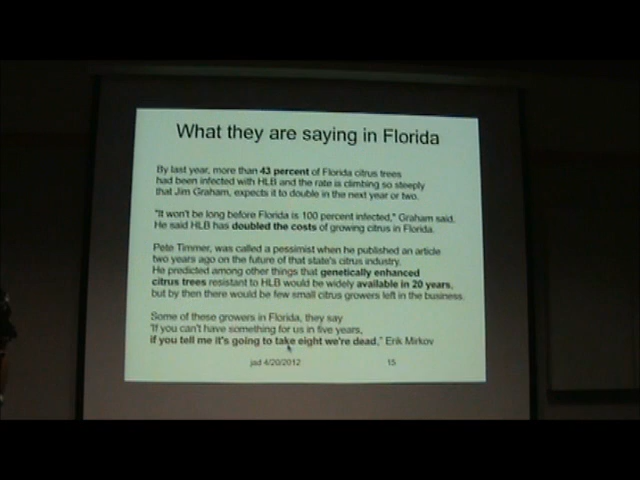 What they are saying in Florida
By last year, more than 43 percent of Florida citrus trees
had been infected with HLB and the rate is climbing so steeply
that Jim Graham, expects it to double in the next year or two.
"It won't be long before Florida is 100 percent infected," Graham said.
He said HLB has doubled the costs of growing citrus in Florida.
Pete Timmer, was called a pessimist when he published an article
two years ago on the future of that state's citrus industry.
He predicted among other things that genetically enhanced
citrus trees resistant to HLB would be widely available in 20 years,
but by then there would be few small citrus growers left in the business.
Some of these growers in Florida, they say
'If you can't have something for us in five years,
if you tell me it's going to take eight we're dead," Erik Mirkov
jsd 4/20/2012 15